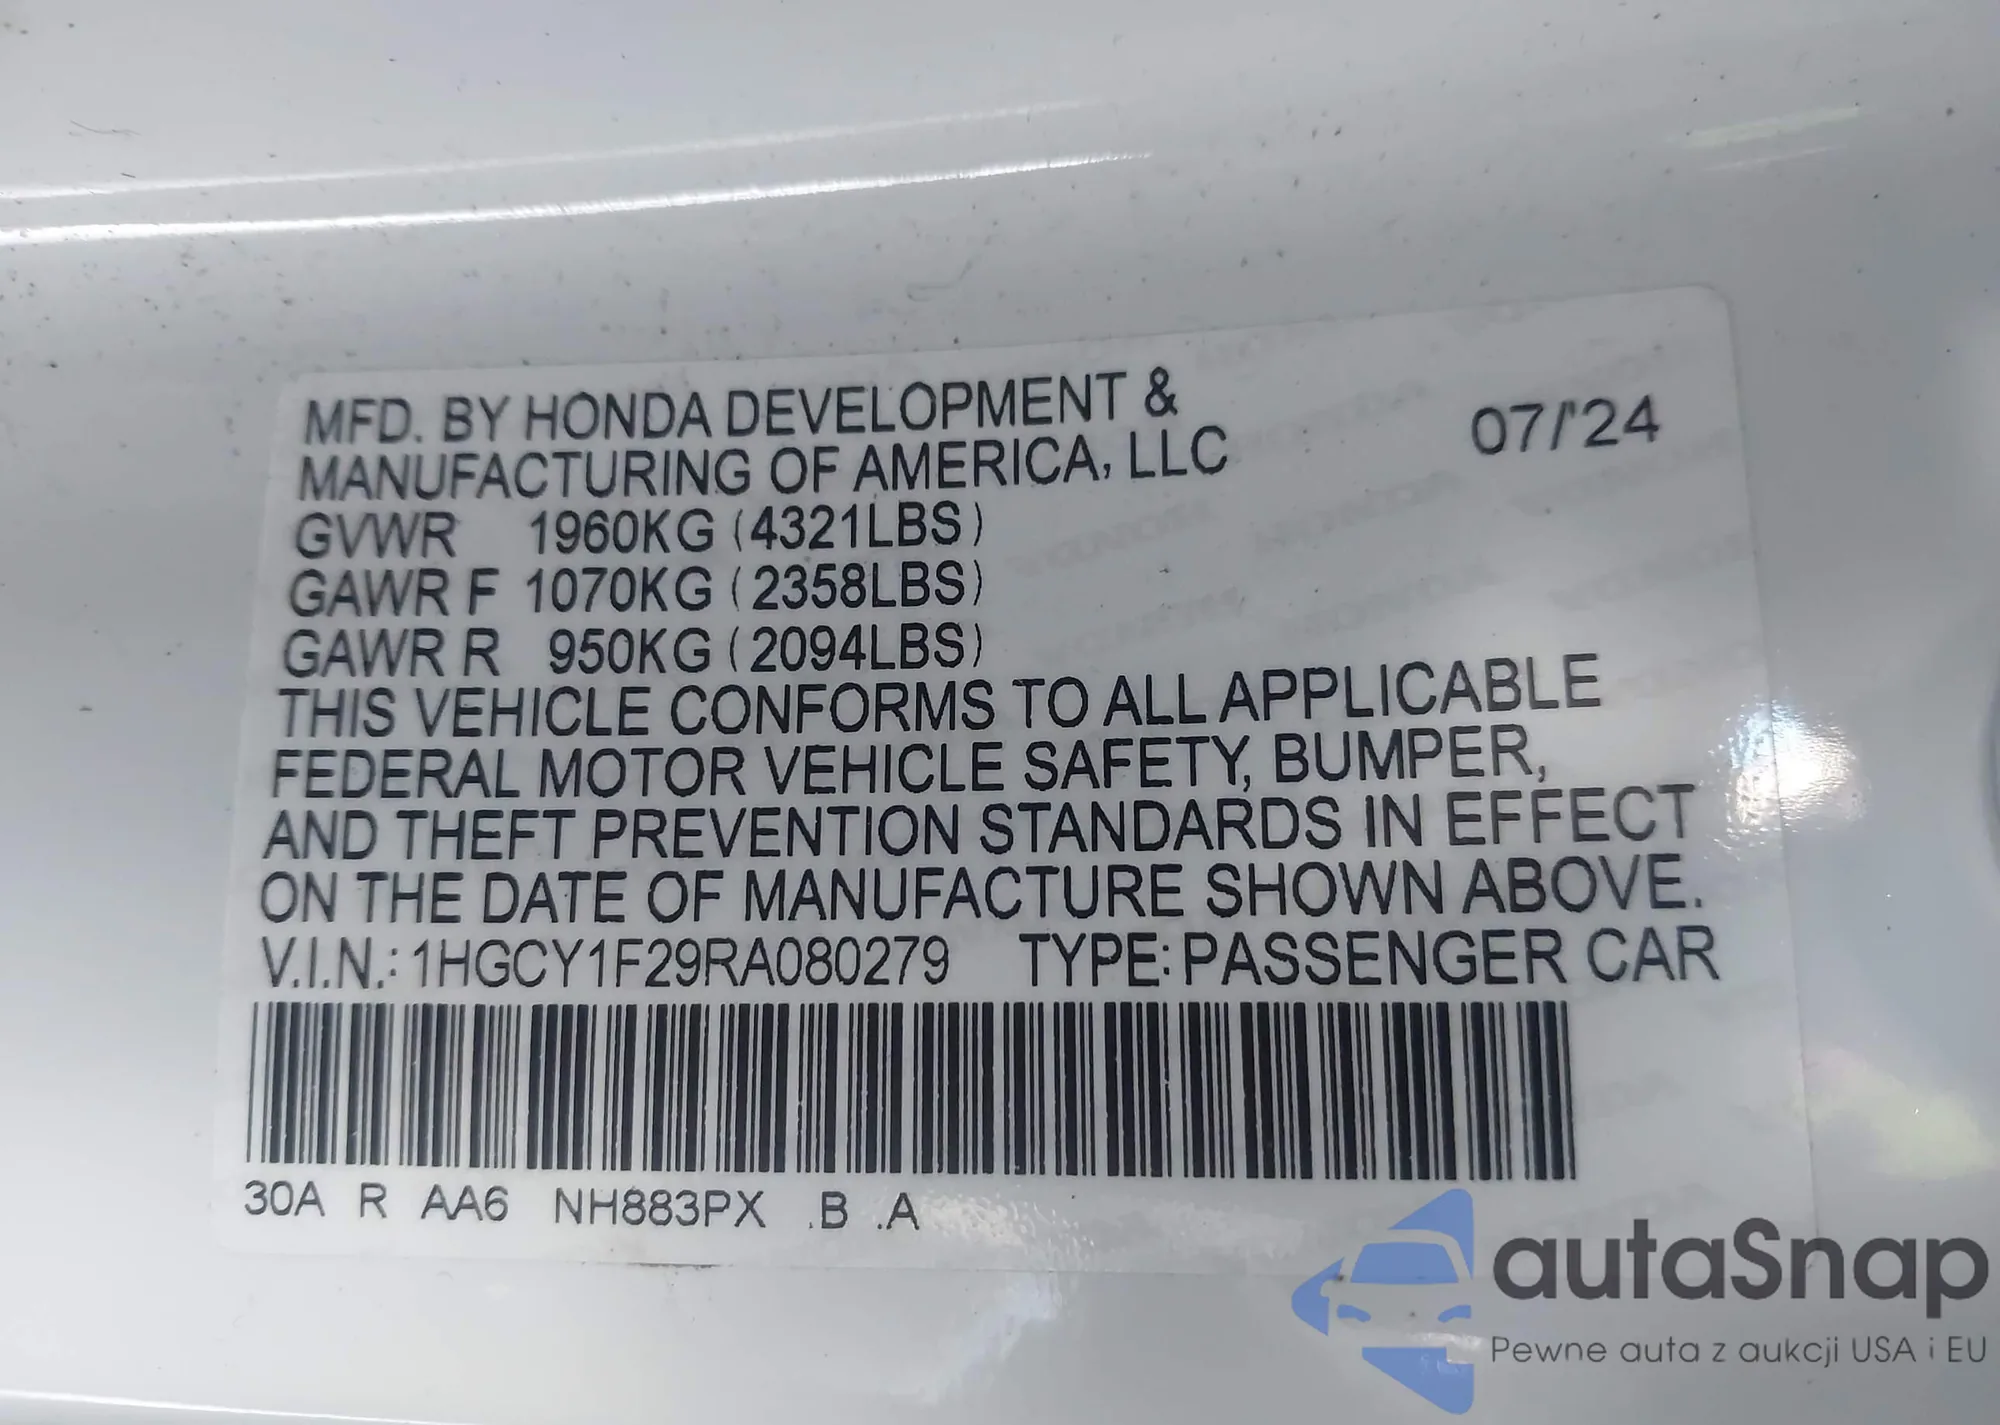 MFD. BY HONDA DEVELOPMENT &
MANUFACTURING OF AMERICA, LLC
07/'24
GVWR 1960KG (4321LBS)
GAWR F 1070KG (2358LBS)
GAWR R 950KG (2094LBS)
THIS VEHICLE CONFORMS TO ALL APPLICABLE
FEDERAL MOTOR VEHICLE SAFETY, BUMPER,
AND THEFT PREVENTION STANDARDS IN EFFECT
ON THE DATE OF MANUFACTURE SHOWN ABOVE.
V.I.N.: 1HGCY1F29RA080279 TYPE: PASSENGER CAR
30A R AA6 NH883PX .B .A
autaSnap
Pewne auta z aukcji USA i EU